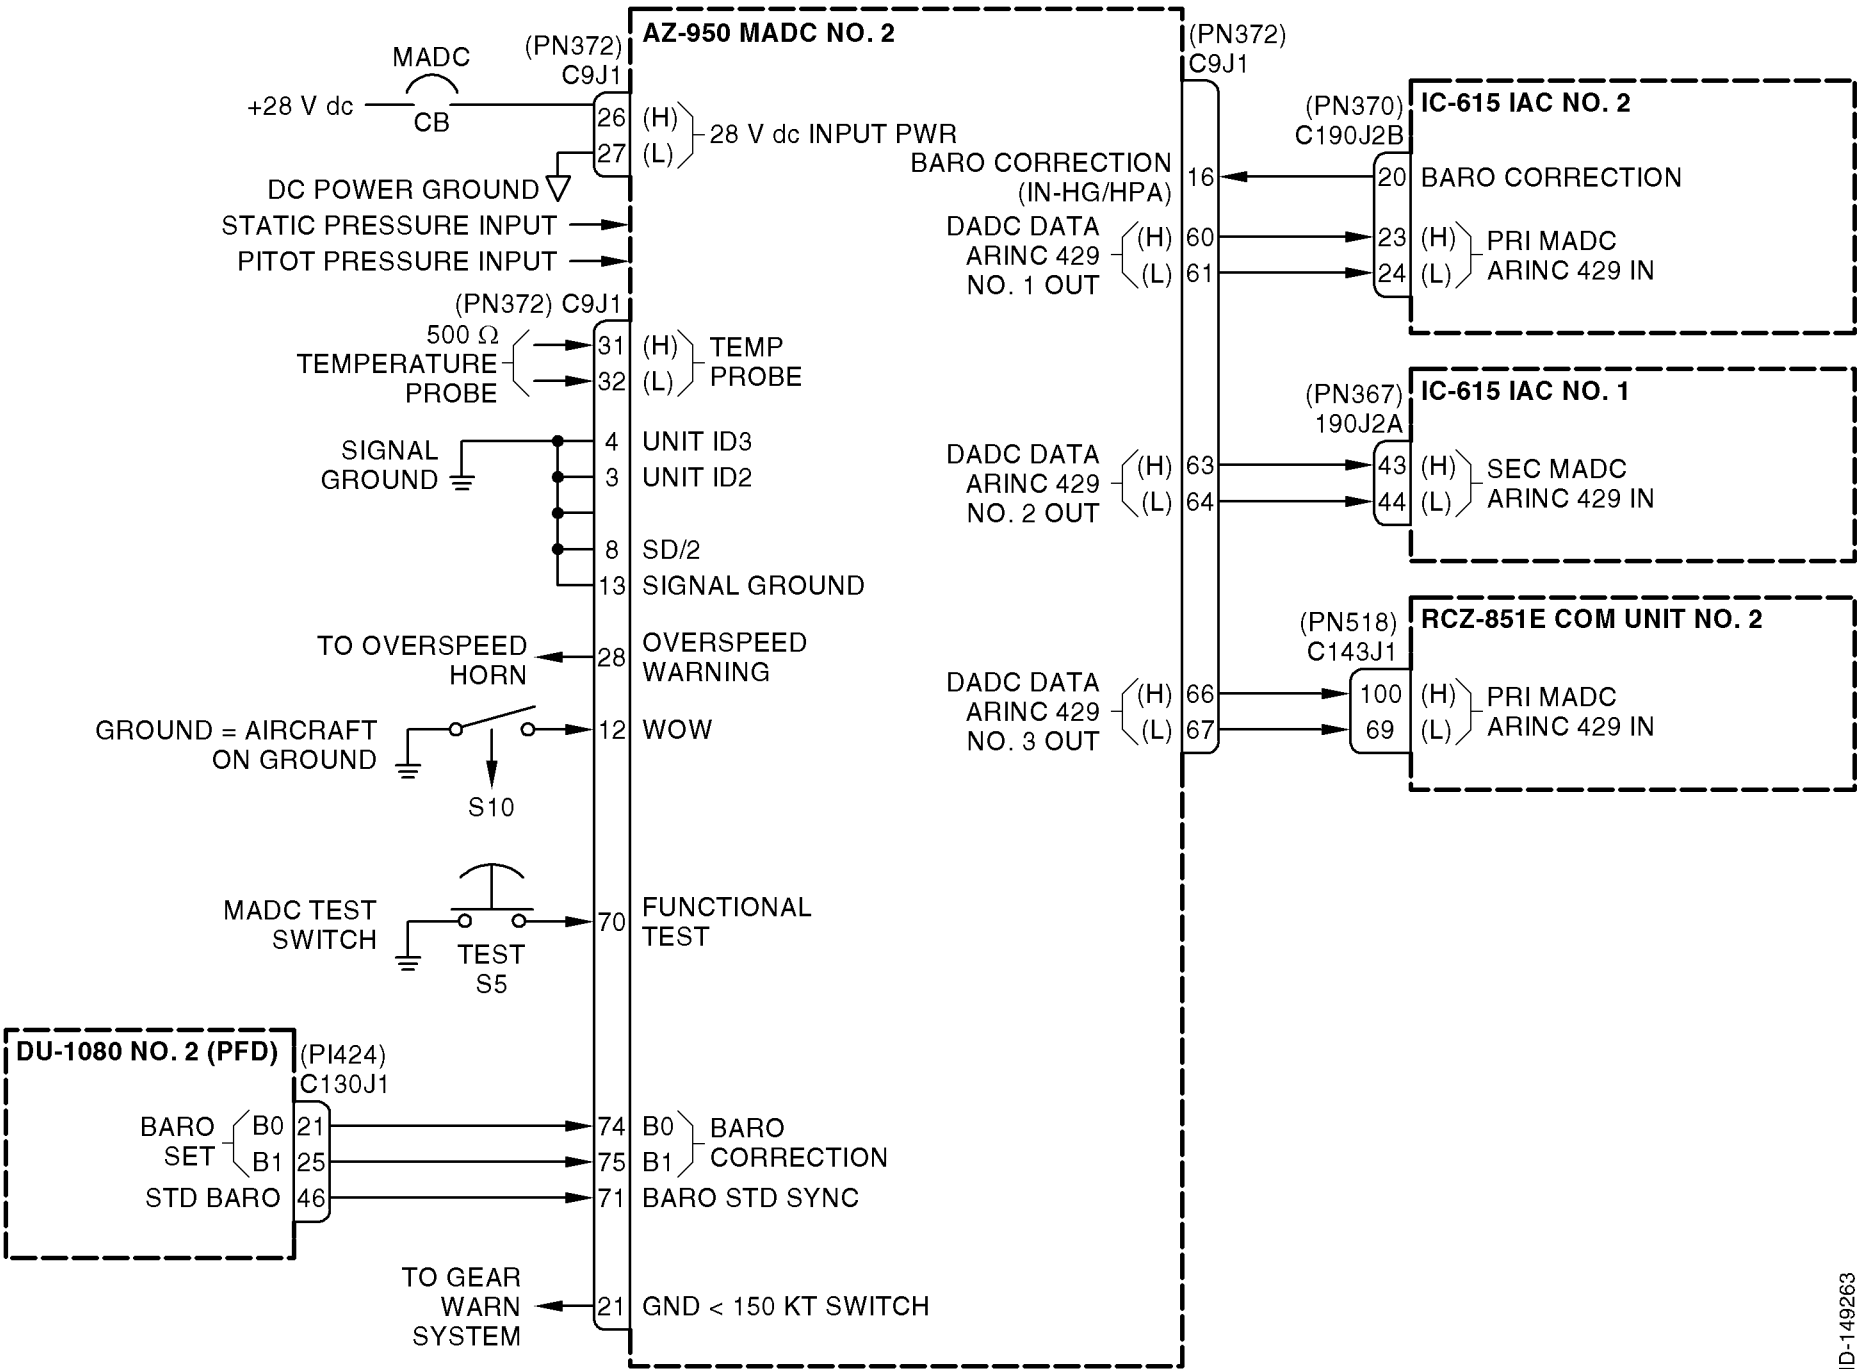 AZ-950 MADC NO. 2
(PN372)
C9J1
MADC
+28 V dc
CB
26 (H)
27 (L)
28 V dc INPUT PWR
DC POWER GROUND
STATIC PRESSURE INPUT
PITOT PRESSURE INPUT
(PN372) C9J1
500 Ω
TEMPERATURE
PROBE
31 (H)
32 (L)
TEMP
PROBE
SIGNAL
GROUND
4 UNIT ID3
3 UNIT ID2
8 SD/2
13 SIGNAL GROUND
TO OVERSPEED
HORN
28 OVERSPEED
WARNING
GROUND = AIRCRAFT
ON GROUND
S10
12 WOW
MADC TEST
SWITCH
TEST
S5
70 FUNCTIONAL
TEST
DU-1080 NO. 2 (PFD)
(PI424)
C130J1
BARO
SET
B0 21
B1 25
STD BARO 46
74 B0
75 B1
BARO
CORRECTION
71 BARO STD SYNC
TO GEAR
WARN
SYSTEM
21 GND < 150 KT SWITCH
(PN372)
C9J1
BARO CORRECTION
(IN-HG/HPA)
16
DADC DATA
ARINC 429
NO. 1 OUT
(H) 60
(L) 61
DADC DATA
ARINC 429
NO. 2 OUT
(H) 63
(L) 64
DADC DATA
ARINC 429
NO. 3 OUT
(H) 66
(L) 67
IC-615 IAC NO. 2
(PN370)
C190J2B
20 BARO CORRECTION
23 (H)
24 (L)
PRI MADC
ARINC 429 IN
IC-615 IAC NO. 1
(PN367)
190J2A
43 (H)
44 (L)
SEC MADC
ARINC 429 IN
RCZ-851E COM UNIT NO. 2
(PN518)
C143J1
100 (H)
69 (L)
PRI MADC
ARINC 429 IN